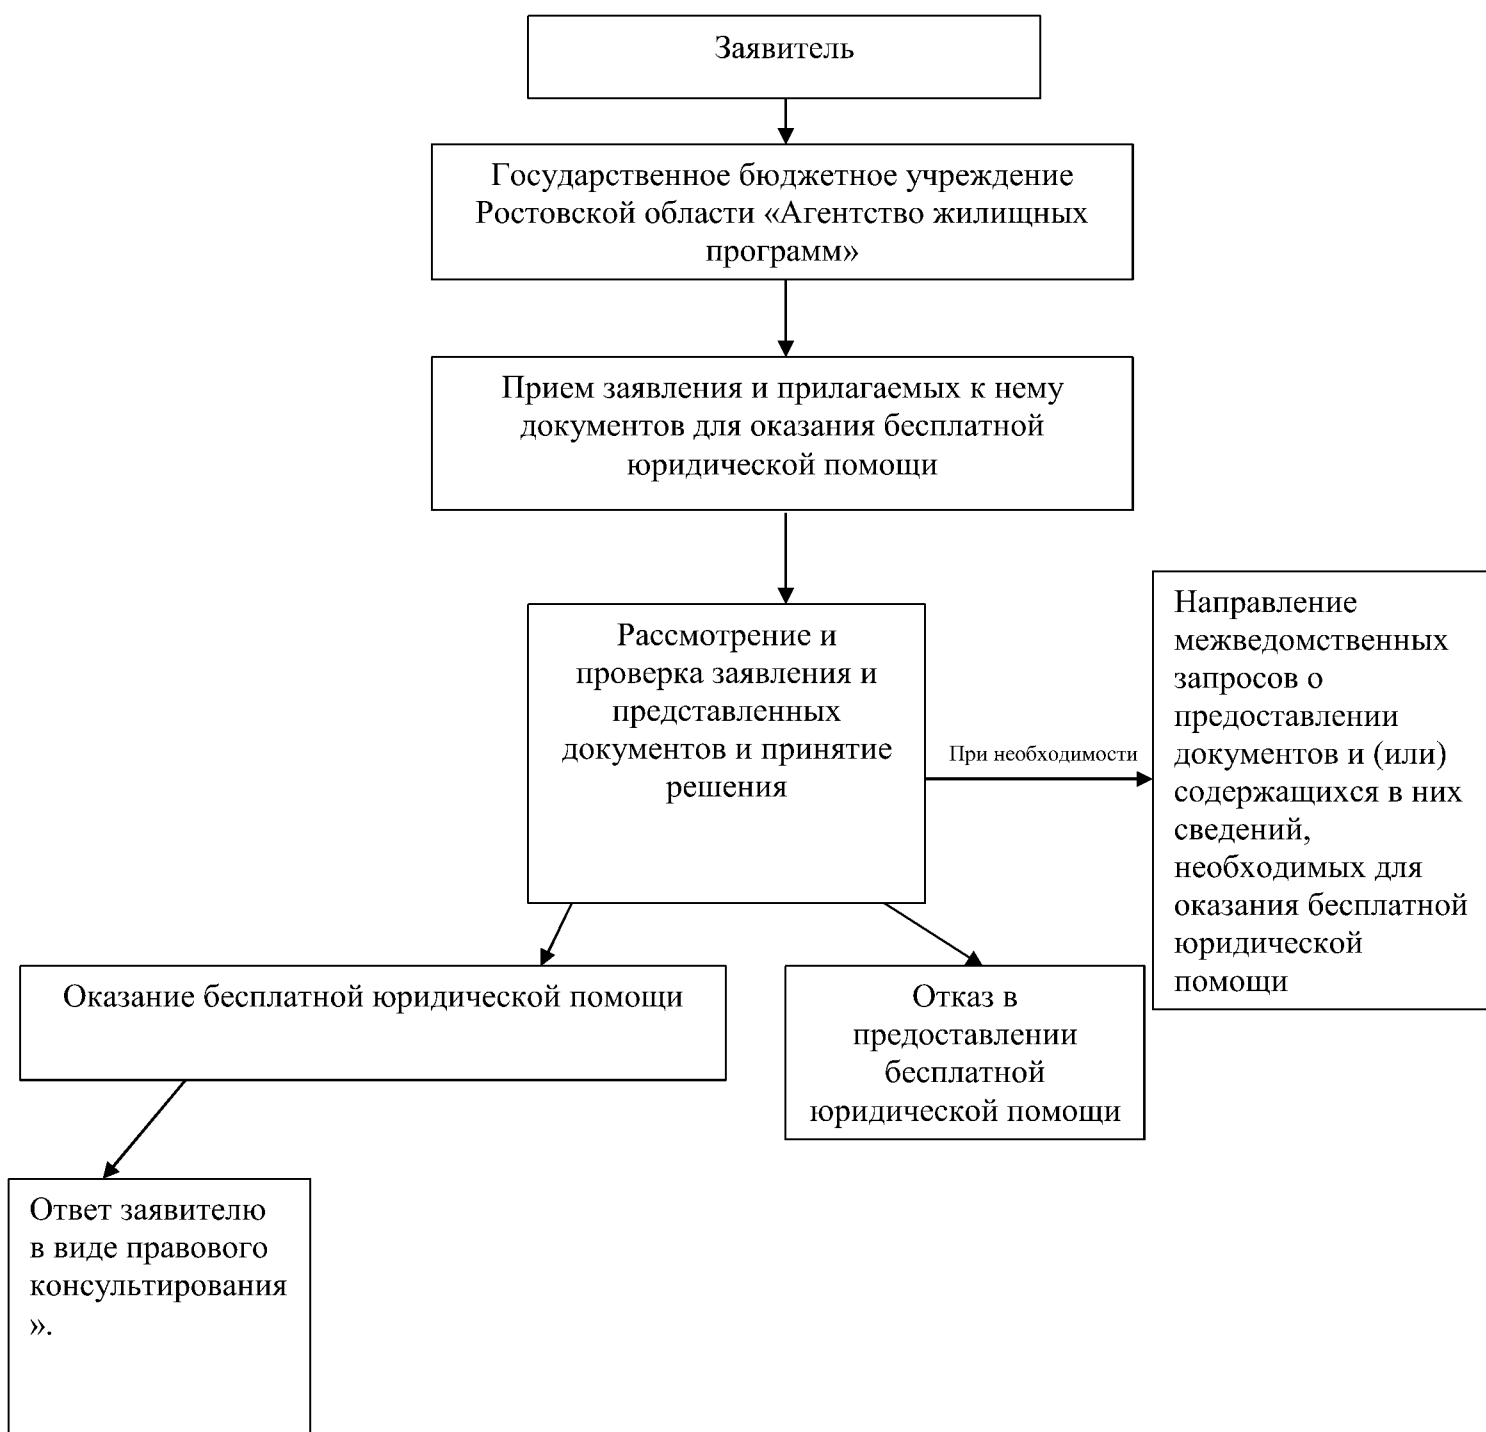 Заявитель
Государственное бюджетное учреждение
Ростовской области «Агентство жилищных
программ»
Прием заявления и прилагаемых к нему
документов для оказания бесплатной
юридической помощи
Рассмотрение и
проверка заявления и
представленных
документов и принятие
решения
При необходимости
Направление
межведомственных
запросов о
предоставлении
документов и (или)
содержащихся в них
сведений,
необходимых для
оказания бесплатной
юридической
помощи
Оказание бесплатной юридической помощи
Отказ в
предоставлении
бесплатной
юридической помощи
Ответ заявителю
в виде правового
консультирования
».